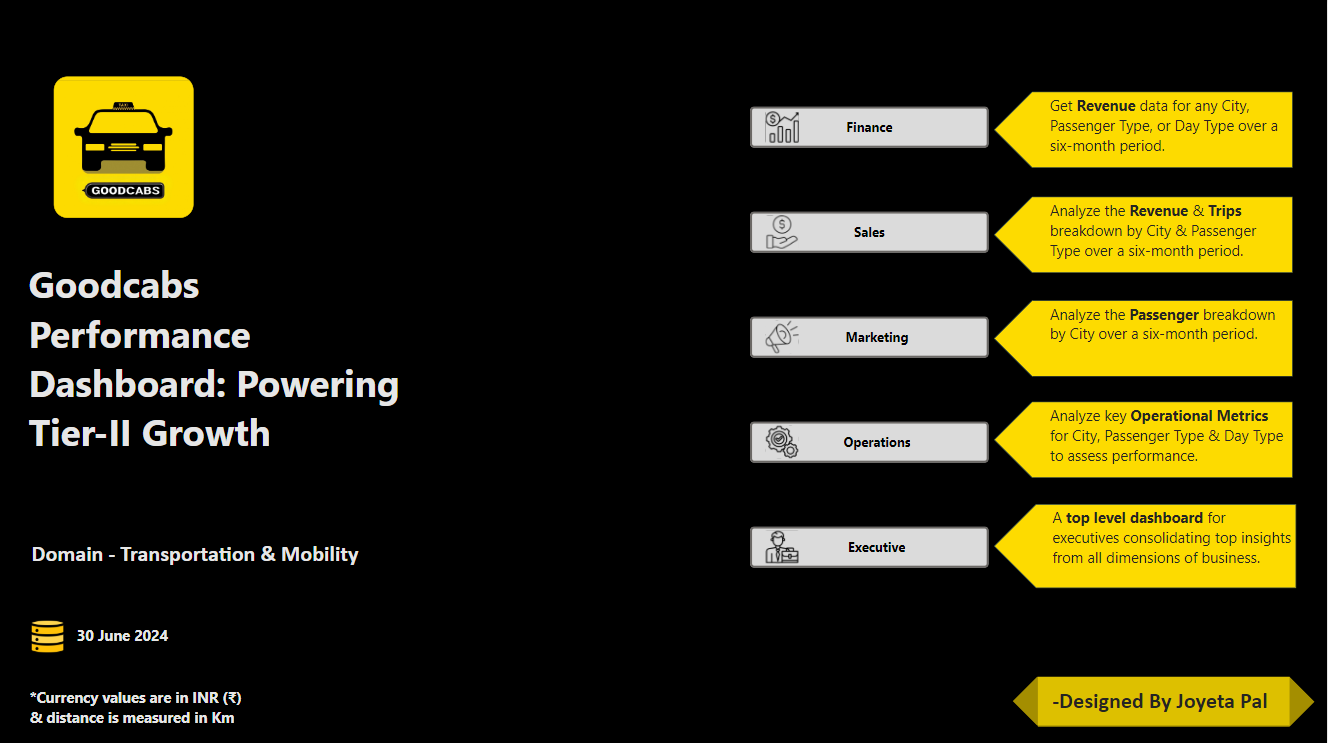 TAXI
GOODCABS
Goodcabs
Performance
Dashboard: Powering
Tier-II Growth
Domain - Transportation & Mobility
30 June 2024
*Currency values are in INR (₹)
& distance is measured in Km
Finance
Get Revenue data for any City,
Passenger Type, or Day Type over a
six-month period.
Sales
Analyze the Revenue & Trips
breakdown by City & Passenger
Type over a six-month period.
Marketing
Analyze the Passenger breakdown
by City over a six-month period.
Operations
Analyze key Operational Metrics
for City, Passenger Type & Day Type
to assess performance.
Executive
A top level dashboard for
executives consolidating top insights
from all dimensions of business.
-Designed By Joyeta Pal